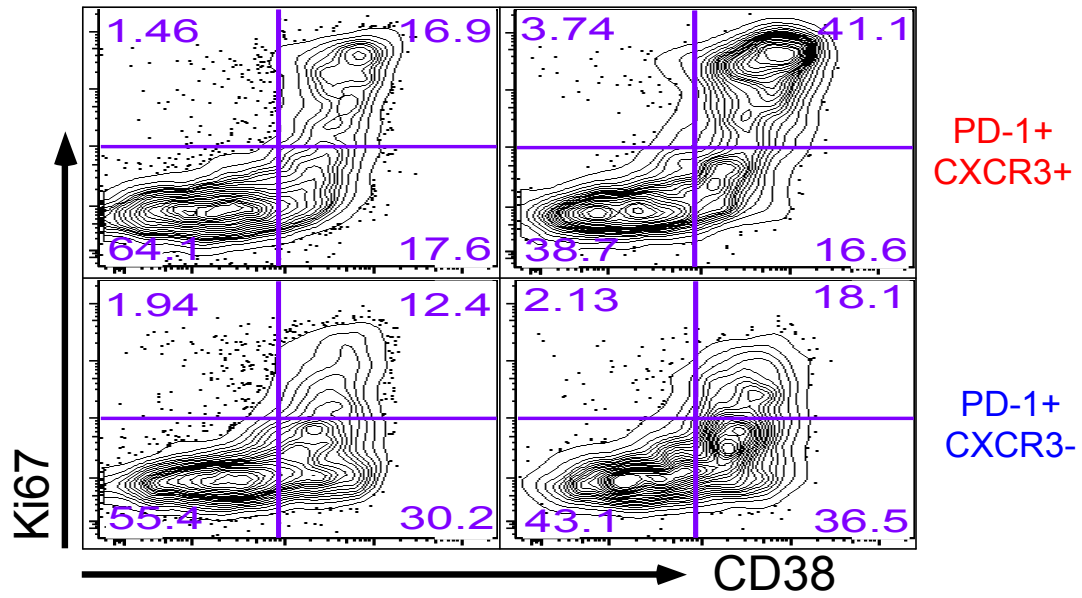 1.46 16.9
64.1 17.6
3.74 41.1
38.7 16.6
PD-1+
CXCR3+
1.94 12.4
55.4 30.2
2.13 18.1
43.1 36.5
PD-1+
CXCR3-
Ki67
CD38